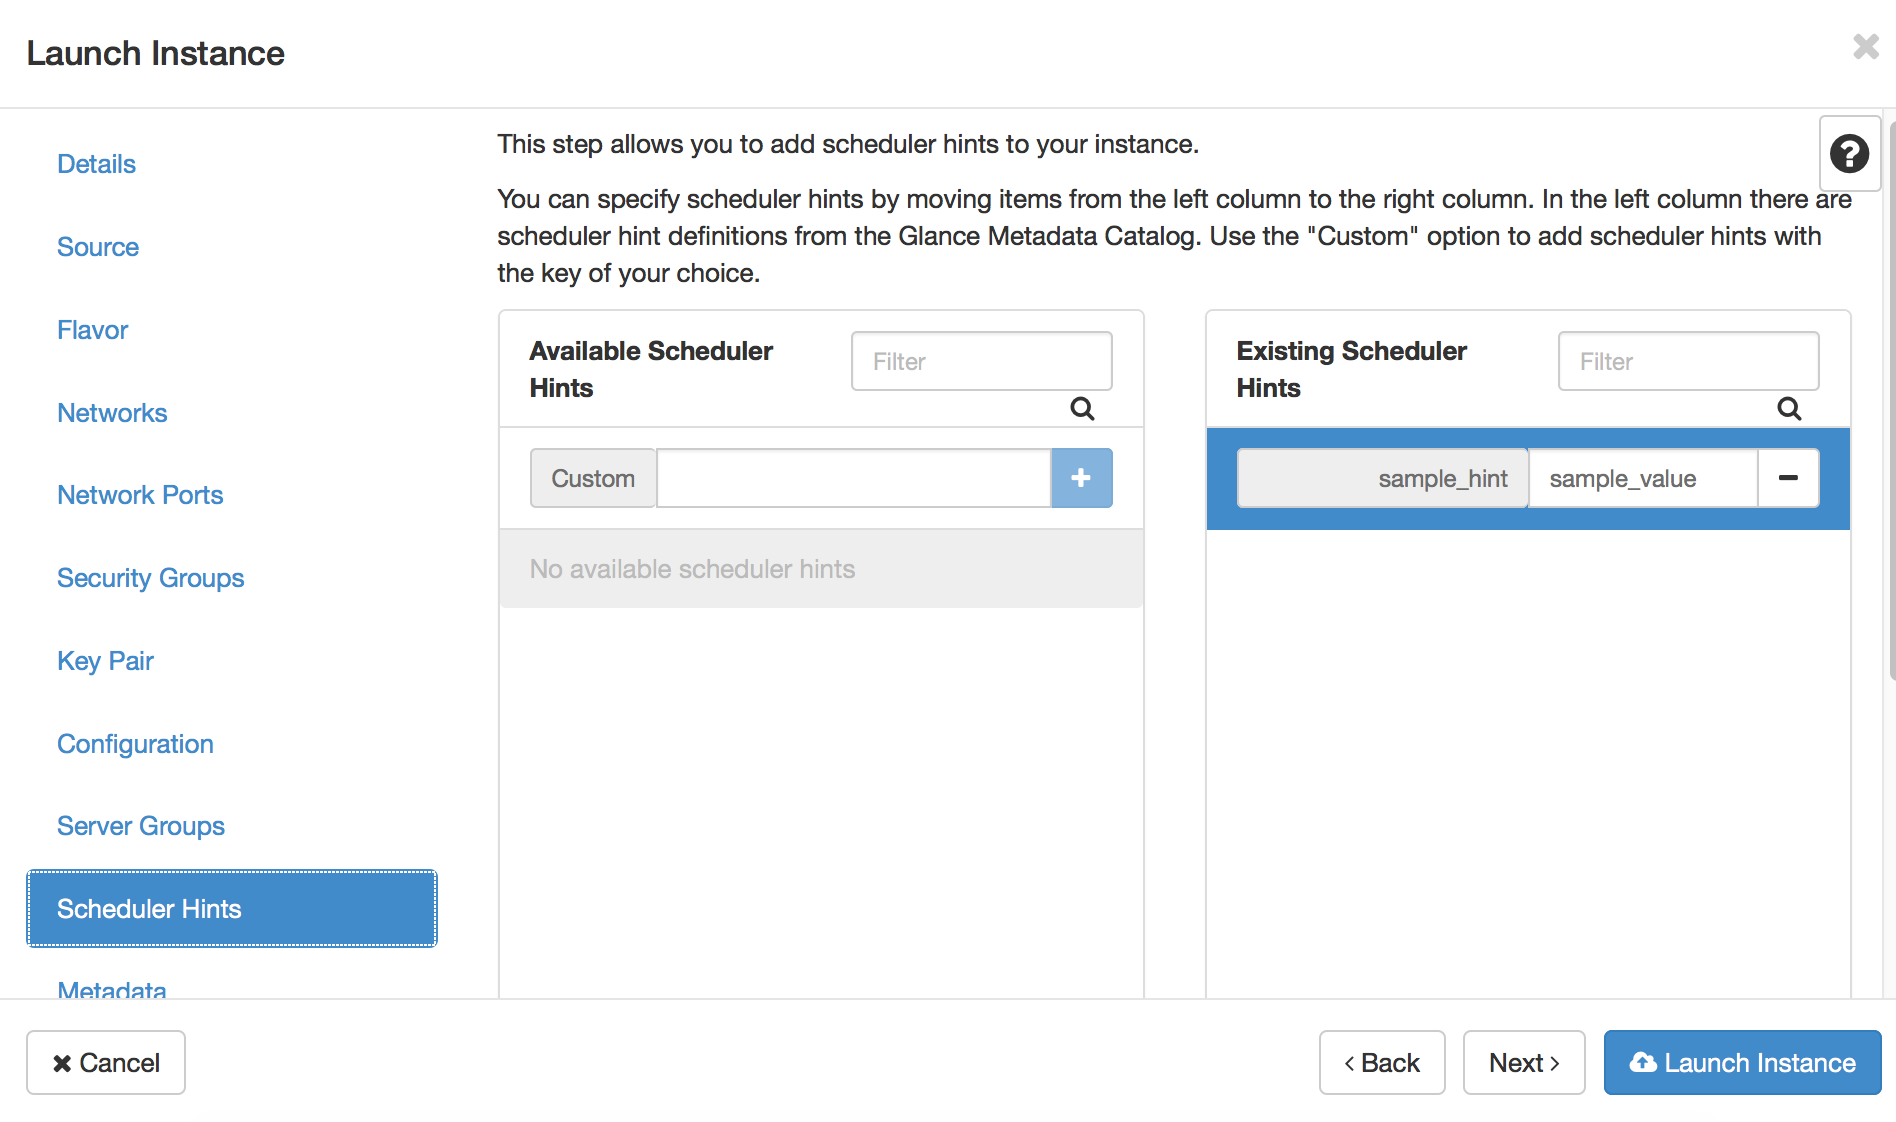 Launch Instance
Details
Source
Flavor
Networks
Network Ports
Security Groups
Key Pair
Configuration
Server Groups
Scheduler Hints
Metadata
This step allows you to add scheduler hints to your instance.
You can specify scheduler hints by moving items from the left column to the right column. In the left column there are
scheduler hint definitions from the Glance Metadata Catalog. Use the "Custom" option to add scheduler hints with
the key of your choice.
Available Scheduler
Hints
Filter
Custom
No available scheduler hints
Existing Scheduler
Hints
Filter
sample_hint sample_value
Cancel
Back
Next
Launch Instance